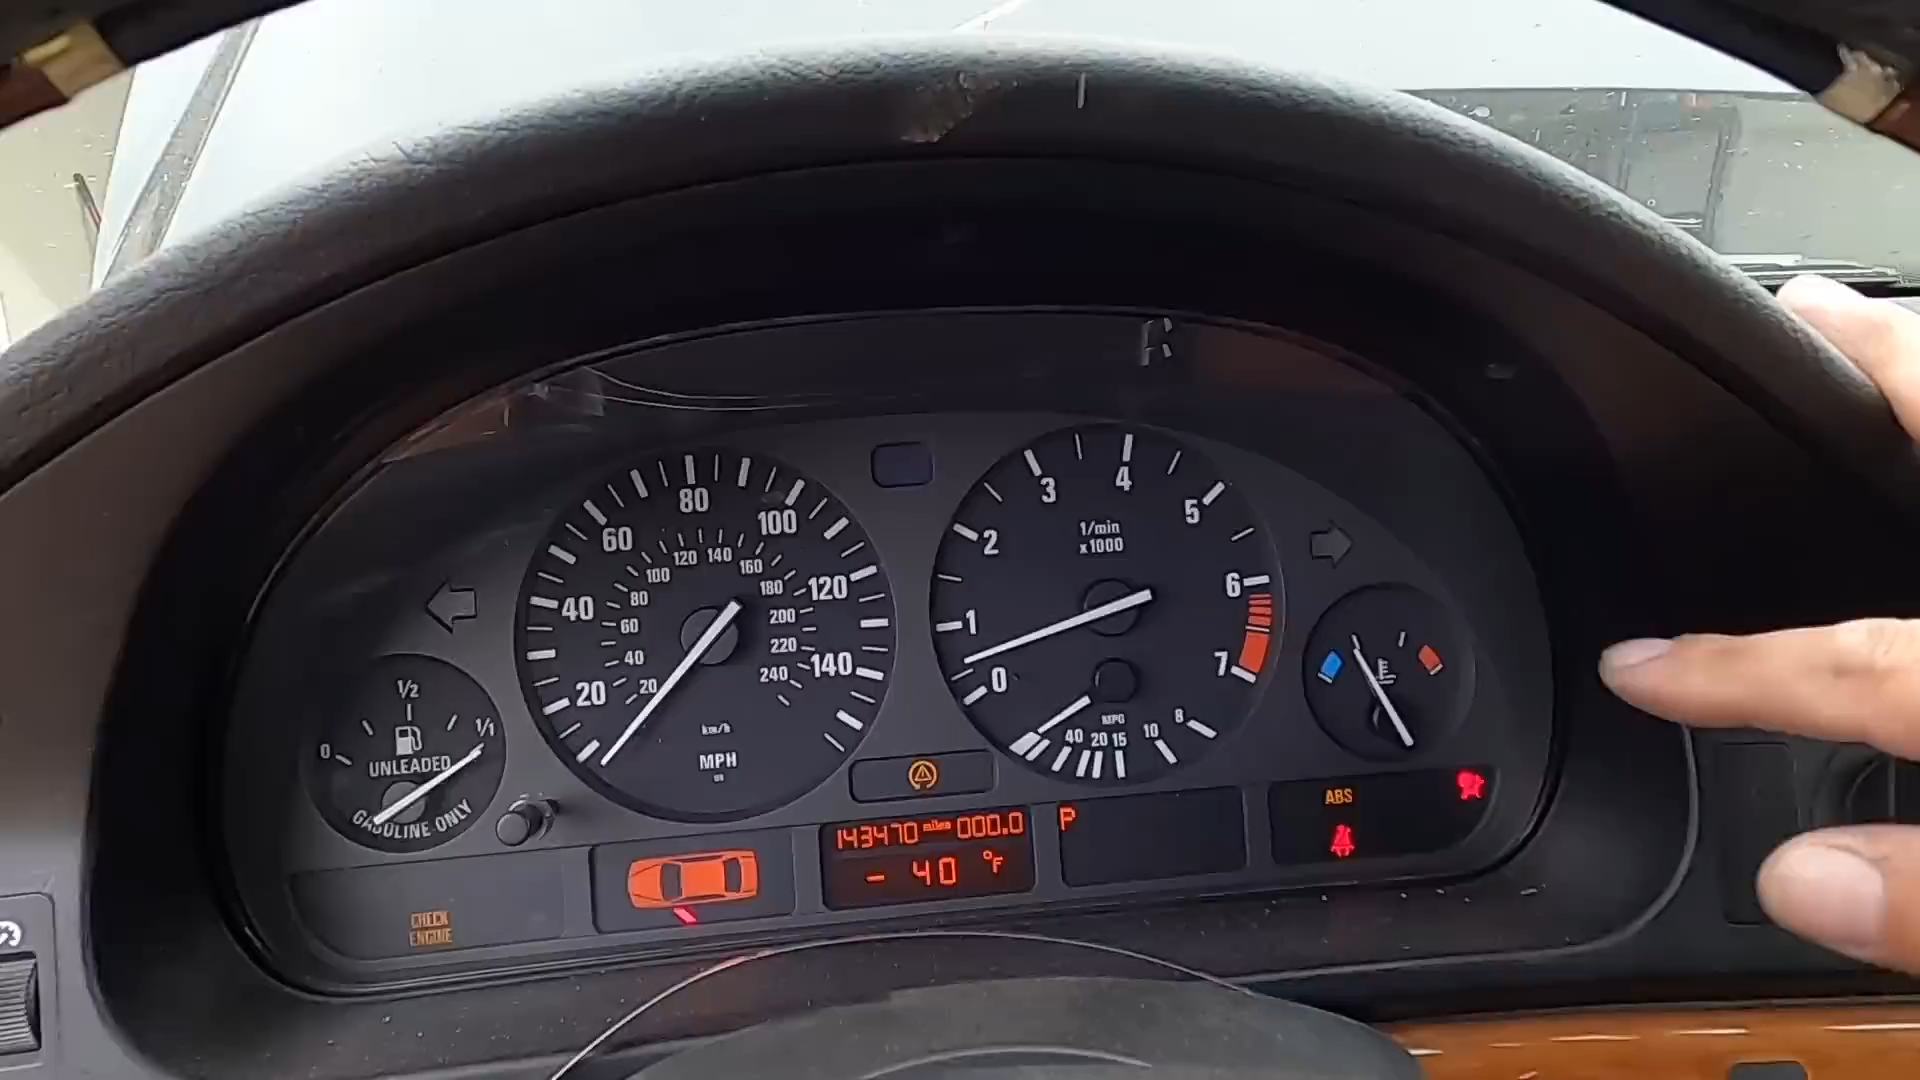 80
60
100
40
120
20
140
120 140
100
160
80
180
60
200
40
220
20
240
km/h
MPH
1/2
0
1/1
UNLEADED
GASOLINE ONLY
4
3
5
2
1/min
x1000
6
1
0
7
MPG
40 20 15 10 8
143470 miles 000.0
- 40 °F
P
ABS
CHECK
ENGINE